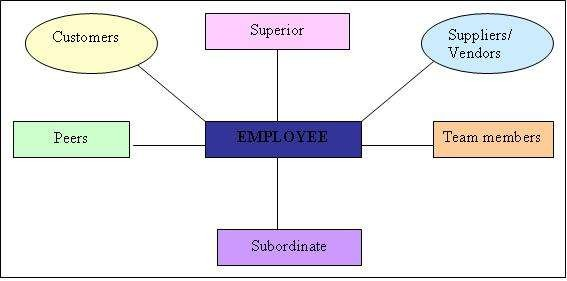 Customers
Superior
Suppliers/
Vendors
Peers
EMPLOYEE
Team members
Subordinate